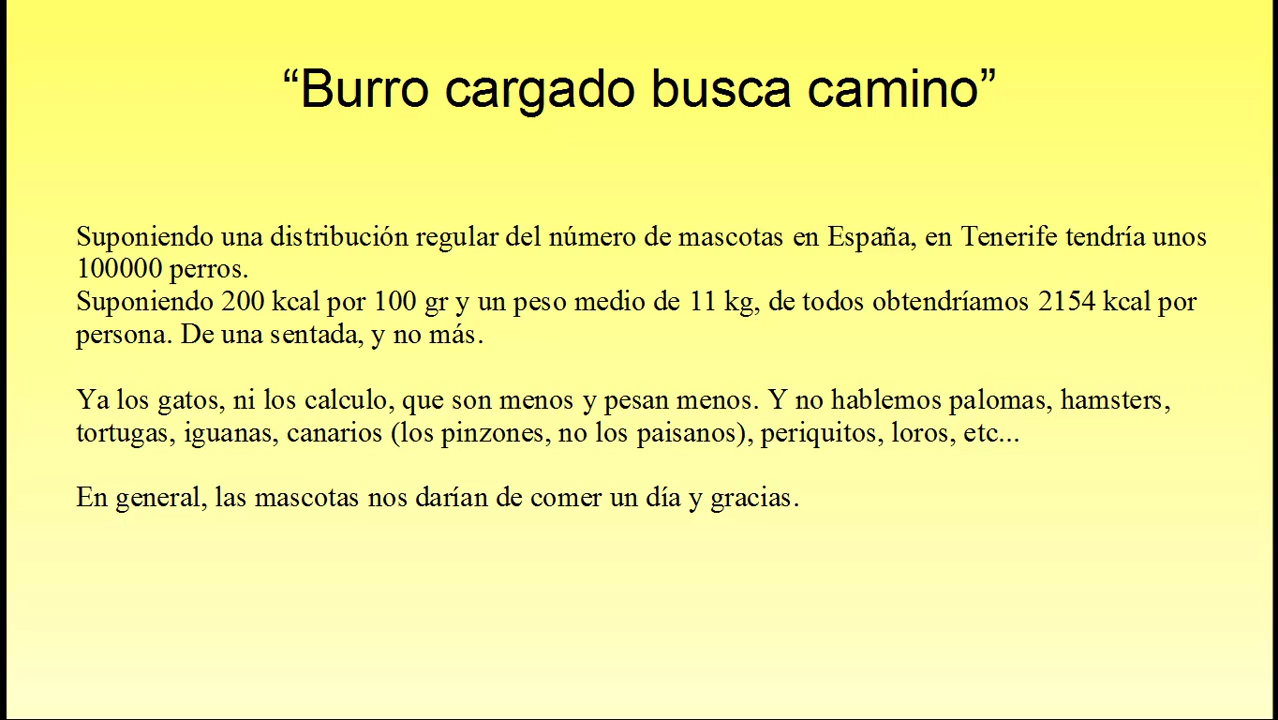 “Burro cargado busca camino”
Suponiendo una distribución regular del número de mascotas en España, en Tenerife tendría unos
100000 perros.
Suponiendo 200 kcal por 100 gr y un peso medio de 11 kg, de todos obtendríamos 2154 kcal por
persona. De una sentada, y no más.
Ya los gatos, ni los calculo, que son menos y pesan menos. Y no hablemos palomas, hamsters,
tortugas, iguanas, canarios (los pinzones, no los paisanos), periquitos, loros, etc...
En general, las mascotas nos darían de comer un día y gracias.